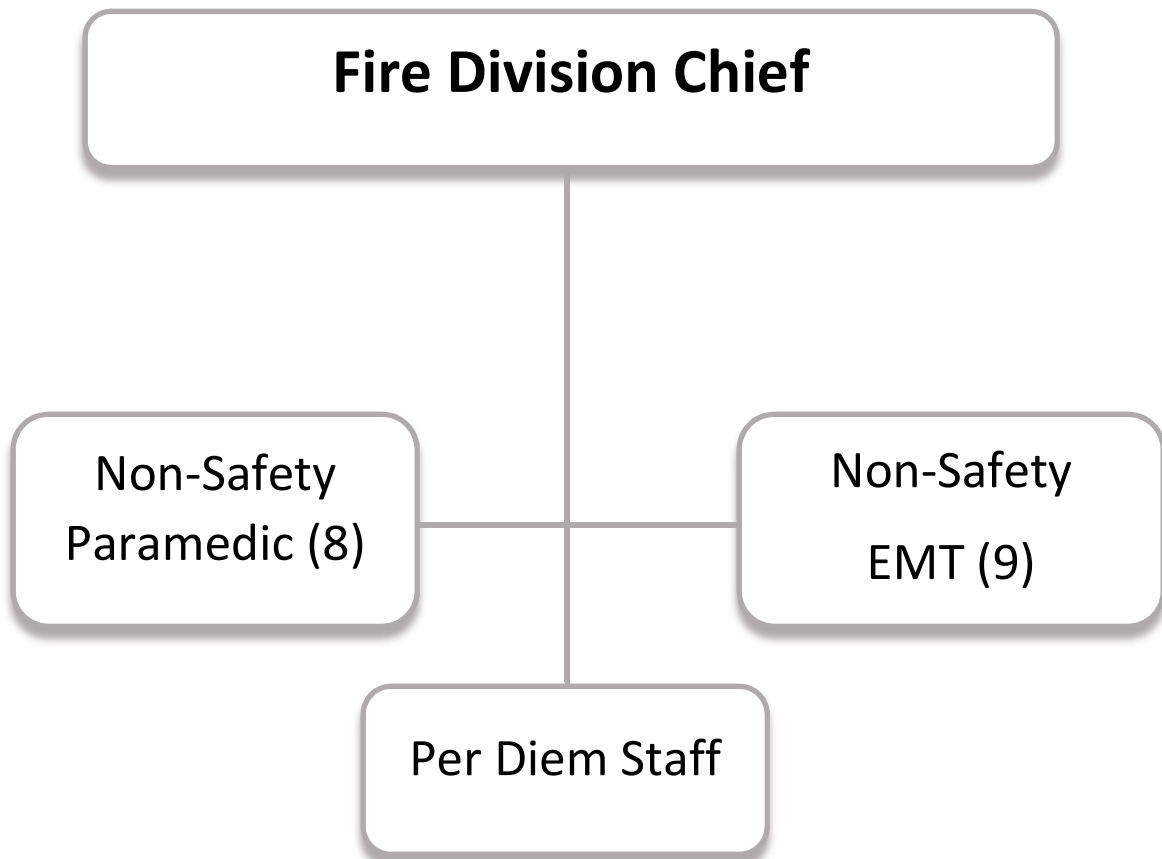 Fire Division Chief
Non-Safety
Paramedic (8)
Non-Safety
EMT (9)
Per Diem Staff